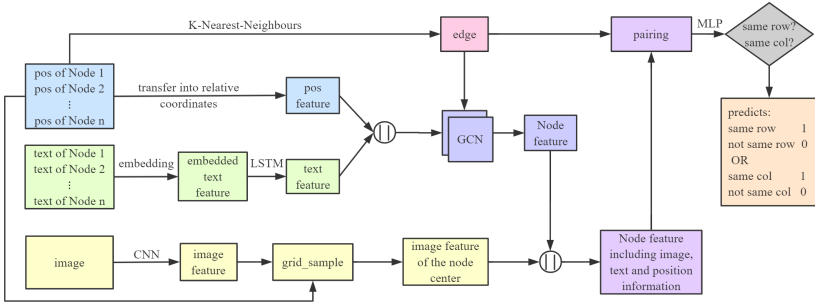 K-Nearest-Neighbours
edge
pairing
MLP
same row?
same col?
pos of Node 1
pos of Node 2
⋮
pos of Node n
transfer into relative
coordinates
pos
feature
||
GCN
Node
feature
predicts:
same row 1
not same row 0
OR
same col 1
not same col 0
text of Node 1
text of Node 2
⋮
text of Node n
embedding
embedded
text
feature
LSTM
text
feature
image
CNN
image
feature
grid_sample
image feature
of the node
center
||
Node feature
including image,
text and position
information